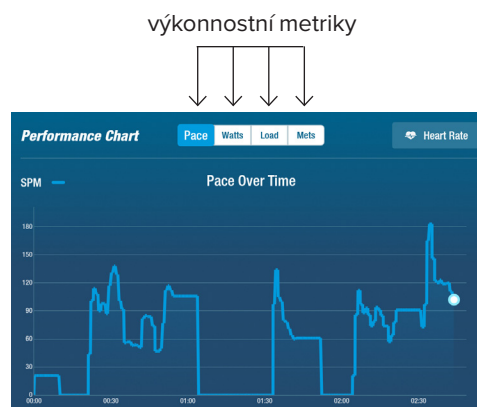 výkonnostní metriky
Performance Chart Pace Watts Load Mets Heart Rate
SPM Pace Over Time
180
150
120
90
60
30
0
00:00 00:30 01:00 01:30 02:00 02:30